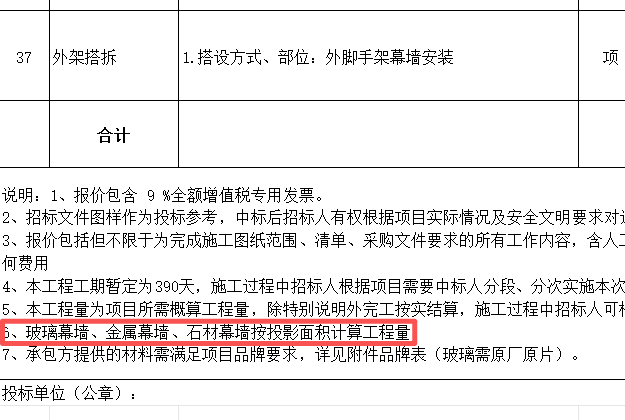 37 外架搭拆 1.搭设方式、部位：外脚手架幕墙安装 项
合计
说明：1、报价包含 9 %全额增值税专用发票。
2、招标文件图样作为投标参考，中标后招标人有权根据项目实际情况及安全文明要求对
3、报价包括但不限于为完成施工图纸范围、清单、采购文件要求的所有工作内容，含人工
何费用
4、本工程工期暂定为390天，施工过程中招标人根据项目需要中标人分段、分次实施本次
5、本工程量为项目所需概算工程量，除特别说明外完工按实结算，施工过程中招标人可
6、玻璃幕墙、金属幕墙、石材幕墙按投影面积计算工程量
7、承包方提供的材料需满足项目品牌要求，详见附件品牌表（玻璃需原厂原片）。
投标单位（公章）：